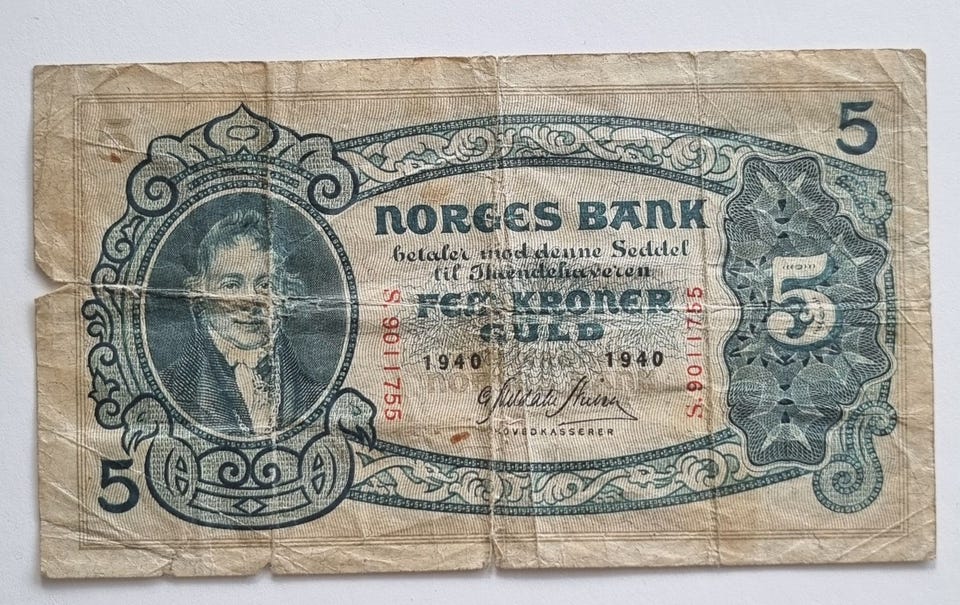 5
NORGES BANK
betaler mod denne Seddel
til Ihændehaveren
FEM KRONER
GULD
S.9011755
S.9011755
5
1940 1940
HOVEDKASSERER
5